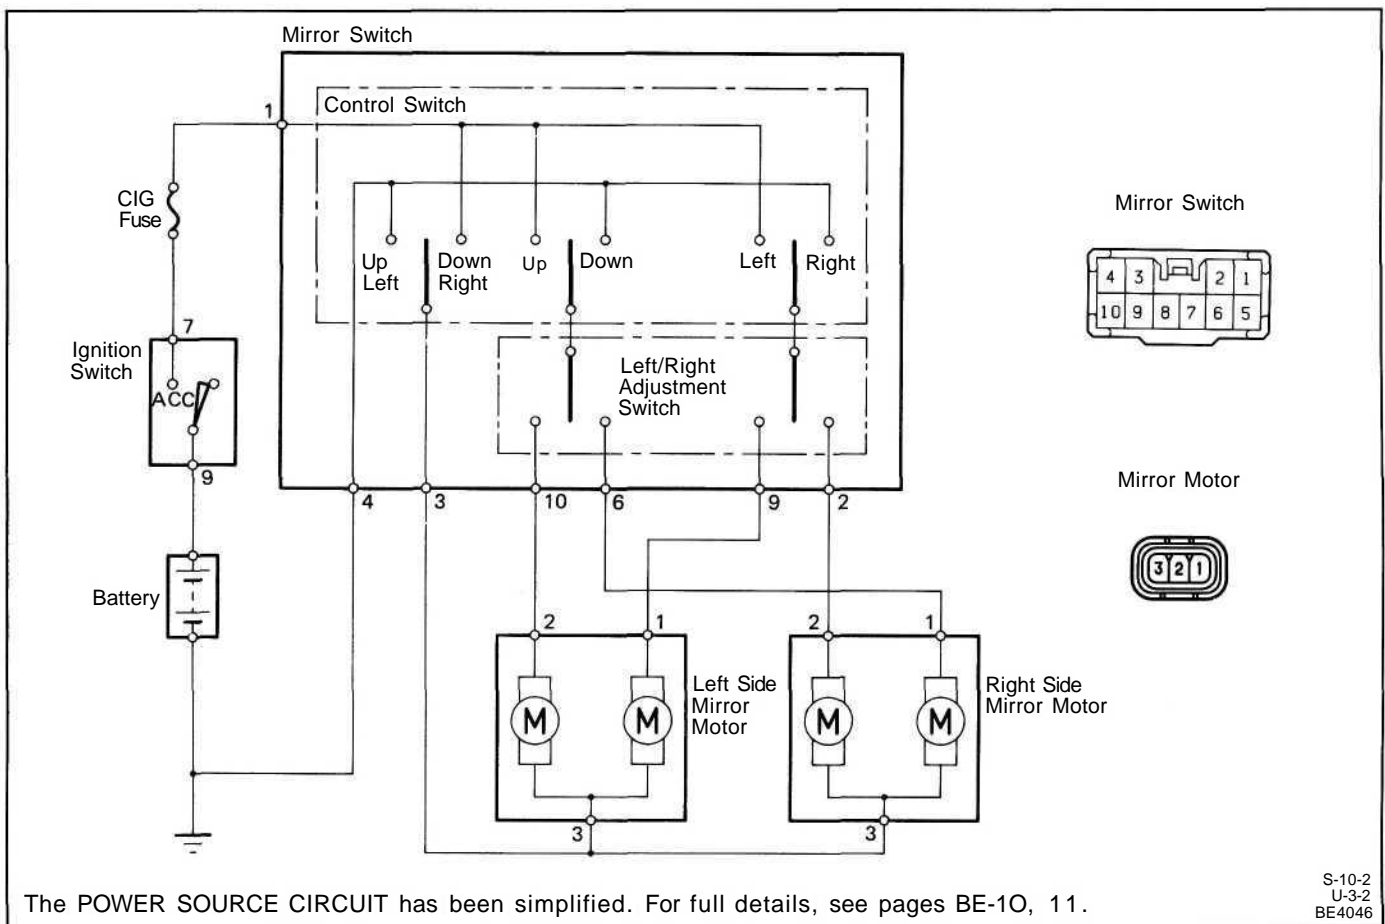 Mirror Switch
Control Switch
1
CIG
Fuse
Up
Left
Down
Right
Up
Down
Left
Right
7
Ignition
Switch
ACC
9
Left/Right
Adjustment
Switch
4
3
10
6
9
2
Battery
2
1
2
1
M
M
M
M
Left Side
Mirror
Motor
Right Side
Mirror Motor
3
3
Mirror Switch
4 3 2 1
10 9 8 7 6 5
Mirror Motor
3 2 1
The POWER SOURCE CIRCUIT has been simplified. For full details, see pages BE-1O, 11.
S-10-2
U-3-2
BE4046